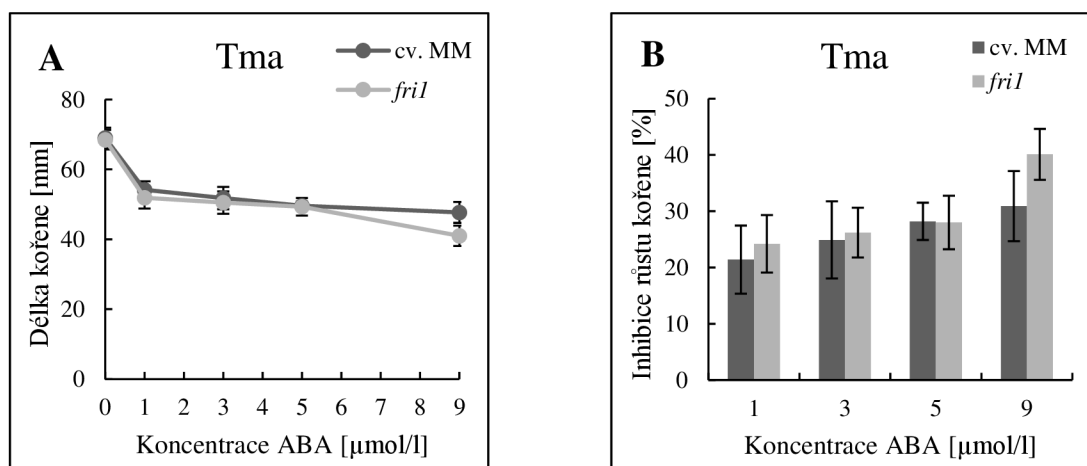 A
Tma
cv. MM
fri1
Délka kořene [mm]
80
60
40
20
0
0 1 2 3 4 5 6 7 8 9
Koncentrace ABA [µmol/l]
B
Tma
cv. MM
fri1
Inhibice růstu kořene [%]
50
40
30
20
10
0
1 3 5 9
Koncentrace ABA [µmol/l]